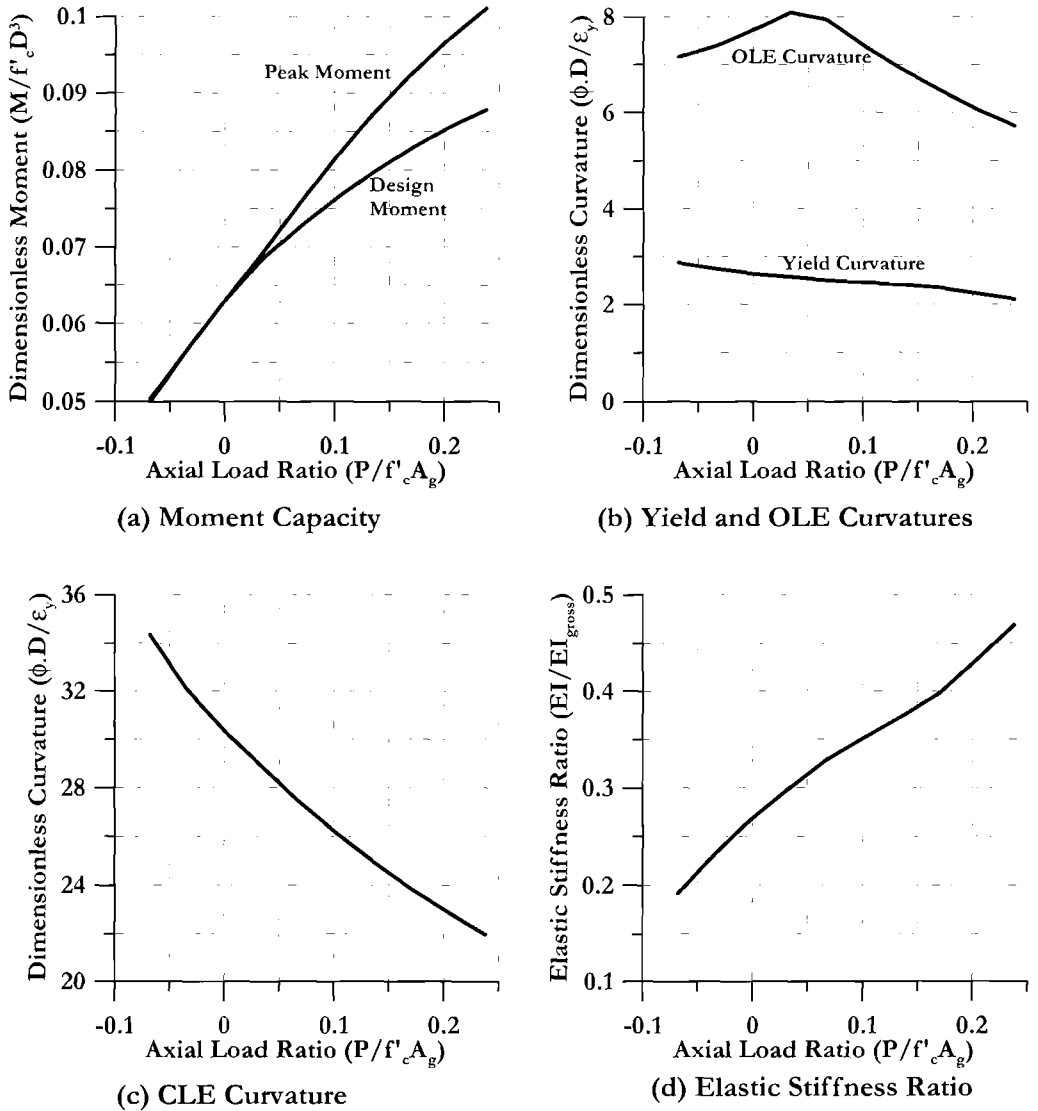 Dimensionless Moment (M/f'cD³)
0.1
0.09
0.08
0.07
0.06
0.05
Peak Moment
Design
Moment
-0.1 0 0.1 0.2
Axial Load Ratio (P/f'cAg)
(a) Moment Capacity
Dimensionless Curvature (ϕ.D/εy)
8
6
4
2
0
OLE Curvature
Yield Curvature
-0.1 0 0.1 0.2
Axial Load Ratio (P/f'cAg)
(b) Yield and OLE Curvatures
Dimensionless Curvature (ϕ.D/εy)
36
32
28
24
20
-0.1 0 0.1 0.2
Axial Load Ratio (P/f'cAg)
(c) CLE Curvature
Elastic Stiffness Ratio (EI/EIgross)
0.5
0.4
0.3
0.2
0.1
-0.1 0 0.1 0.2
Axial Load Ratio (P/f'cAg)
(d) Elastic Stiffness Ratio